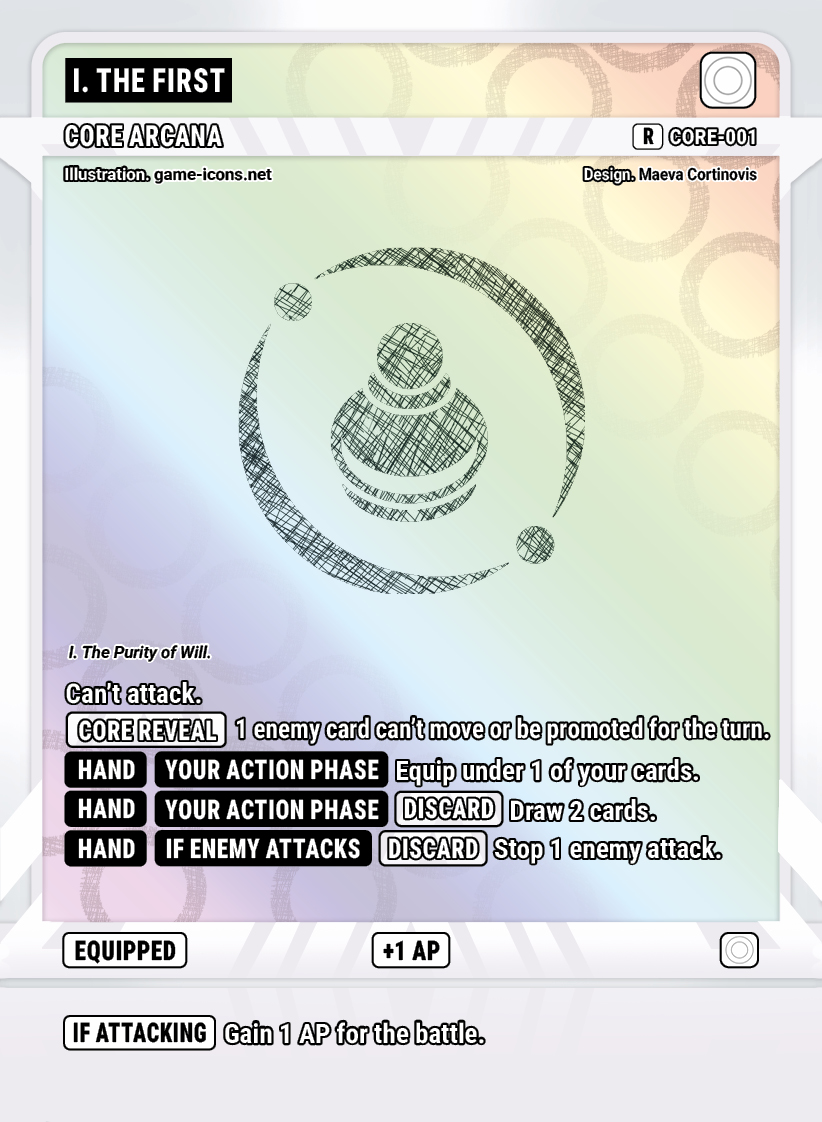 I. THE FIRST
CORE ARCANA
R CORE-001
Illustration. game-icons.net
Design. Maeva Cortinovis
I. The Purity of Will.
Can't attack.
CORE REVEAL 1 enemy card can't move or be promoted for the turn.
HAND YOUR ACTION PHASE Equip under 1 of your cards.
HAND YOUR ACTION PHASE DISCARD Draw 2 cards.
HAND IF ENEMY ATTACKS DISCARD Stop 1 enemy attack.
EQUIPPED +1 AP
IF ATTACKING Gain 1 AP for the battle.